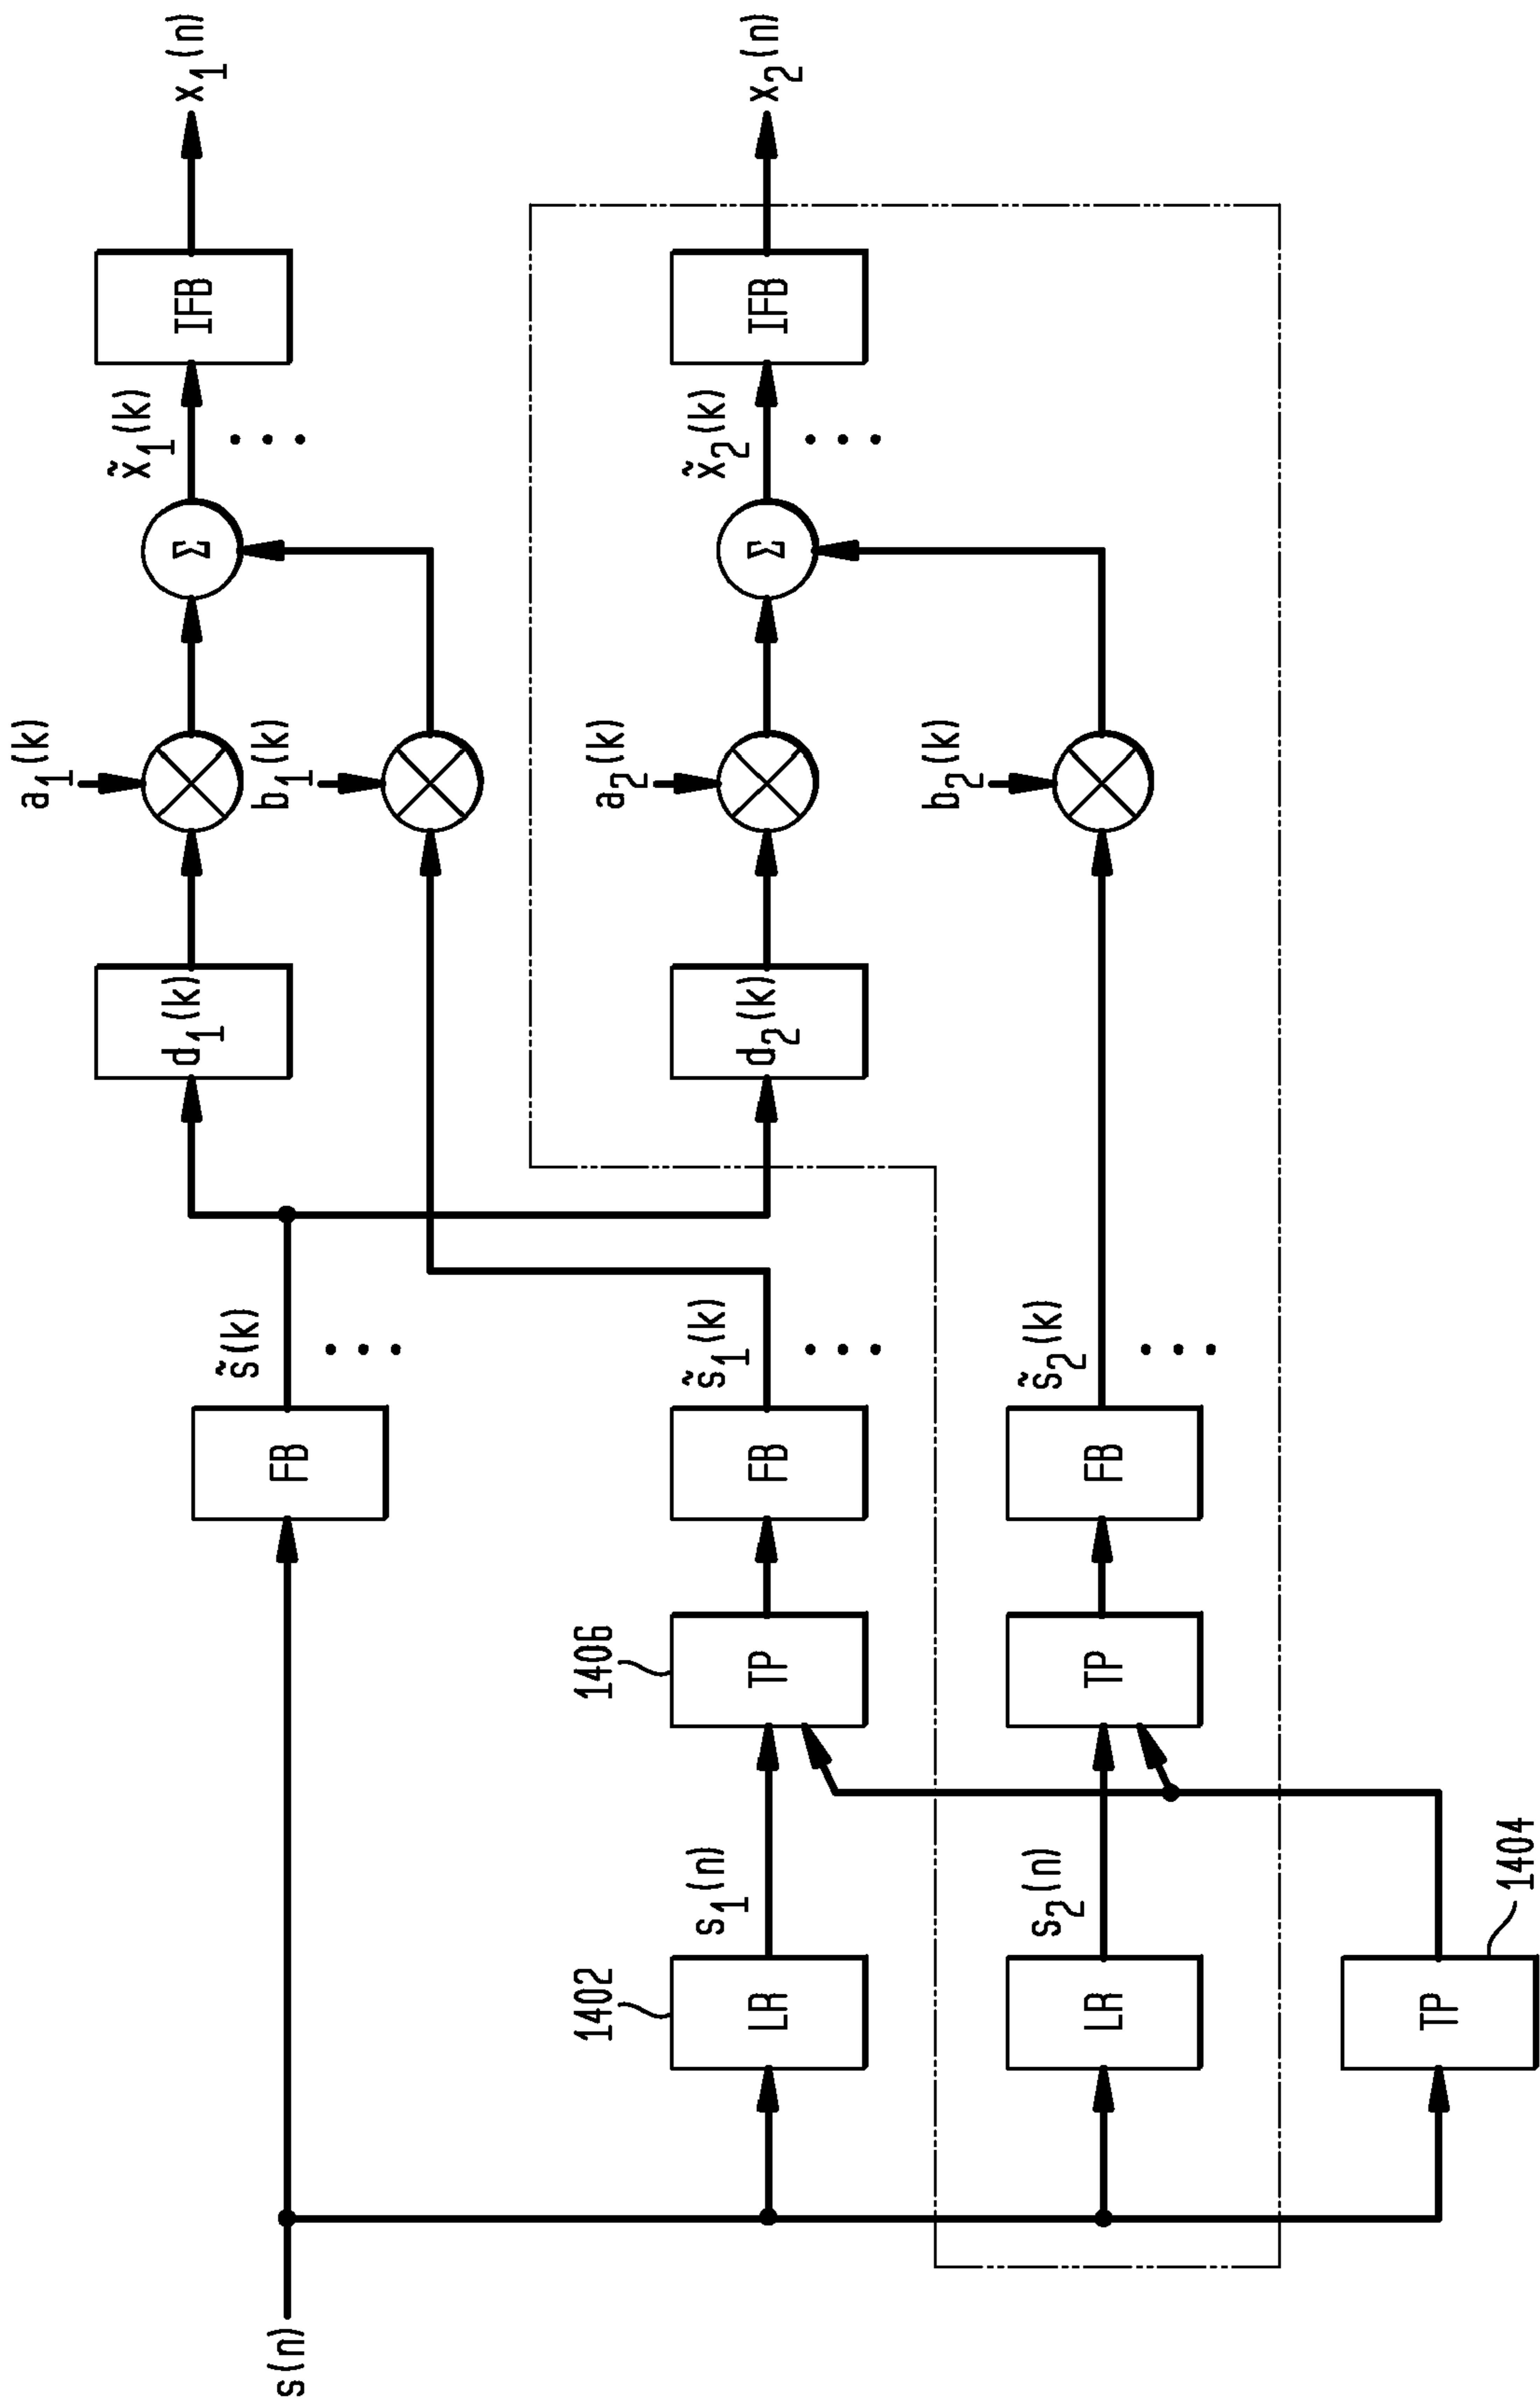 a₁(k)
x̃₁(k)
x₁(n)
d₁(k)
Σ
IFB
b₁(k)
s̃(k)
FB
a₂(k)
x̃₂(k)
x₂(n)
s(n)
1402
s₁(n)
1406
s̃₁(k)
LR
TP
FB
d₂(k)
Σ
IFB
b₂(k)
s₂(n)
s̃₂(k)
LR
TP
FB
TP
1404